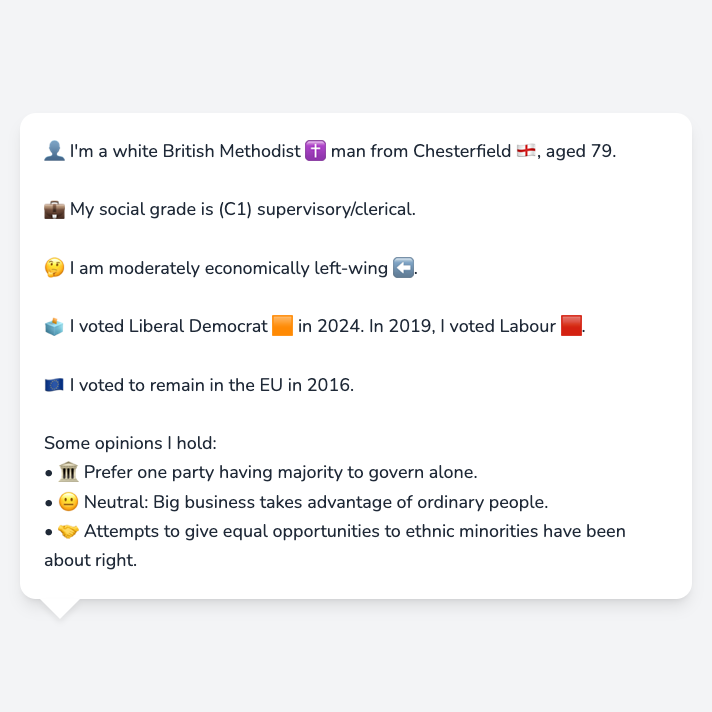 👤 I'm a white British Methodist ✝️ man from Chesterfield 🏴󠁧󠁢󠁥󠁮󠁧󠁿, aged 79.
💼 My social grade is (C1) supervisory/clerical.
🤔 I am moderately economically left-wing ⬅️.
🗳️ I voted Liberal Democrat 🟧 in 2024. In 2019, I voted Labour 🟥.
🇪🇺 I voted to remain in the EU in 2016.
Some opinions I hold:
• 🏛️ Prefer one party having majority to govern alone.
• 😐 Neutral: Big business takes advantage of ordinary people.
• 🤝 Attempts to give equal opportunities to ethnic minorities have been
about right.